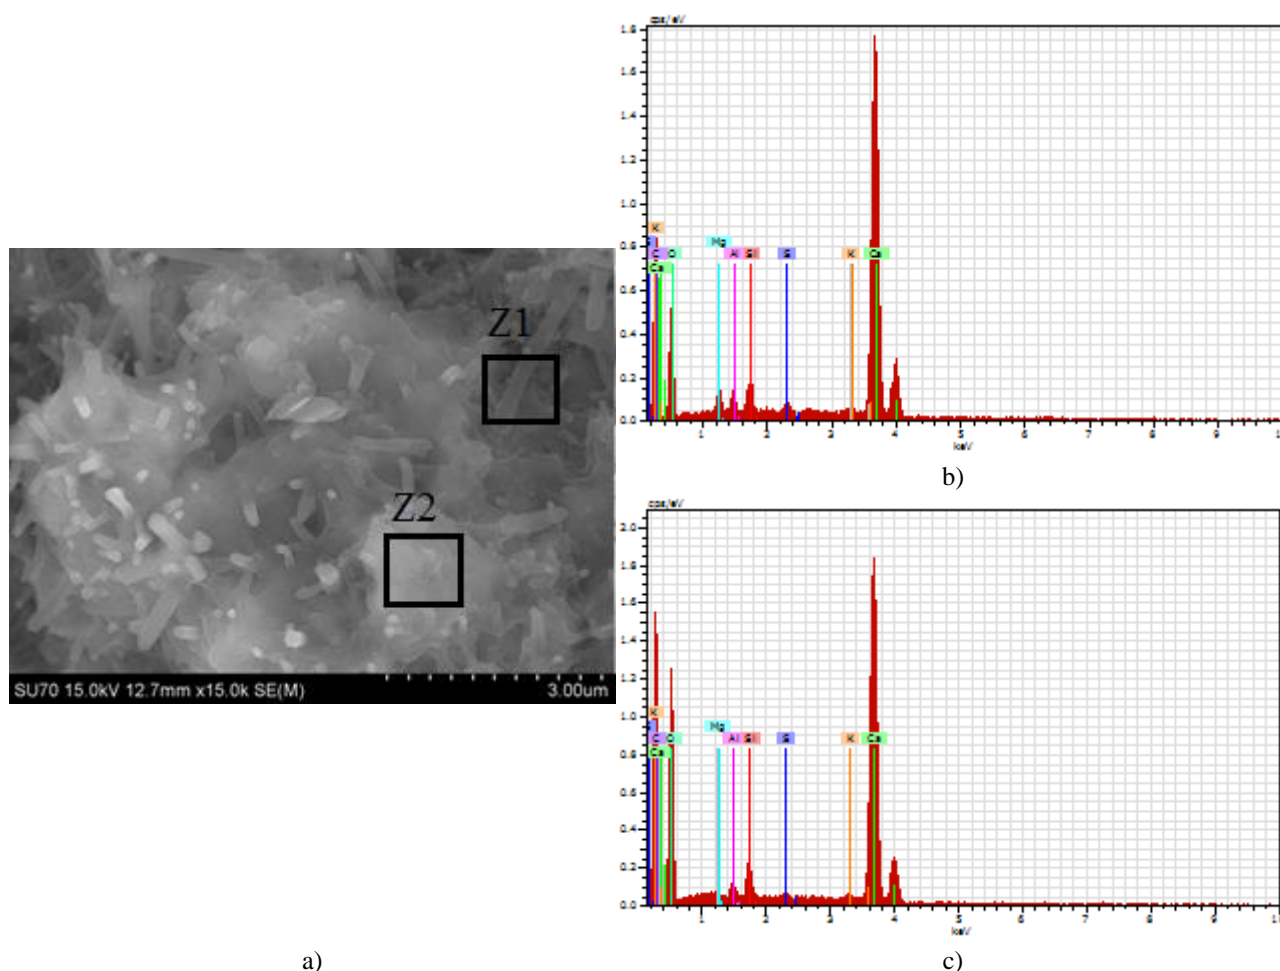 cps/eV
1.8
1.6
1.4
1.2
1.0
0.8
0.6
0.4
0.2
0.0
K
S
C
O
Ca
Mg
Al
Si
S
K
Ca
1
2
3
4
5
6
7
8
9
keV
b)
Z1
Z2
SU70 15.0kV 12.7mm x15.0k SE(M)
3.00um
cps/eV
2.0
1.8
1.6
1.4
1.2
1.0
0.8
0.6
0.4
0.2
0.0
K
S
C
O
Ca
Mg
Al
Si
S
K
Ca
1
2
3
4
5
6
7
8
9
keV
a)
c)